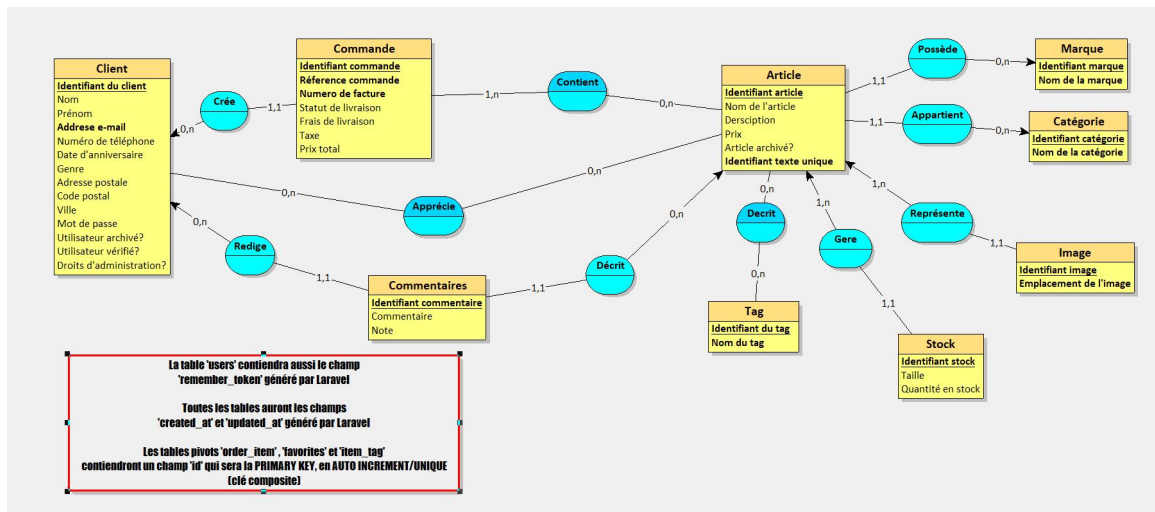 Client
Identifiant du client
Nom
Prénom
Addrese e-mail
Numéro de téléphone
Date d'anniversaire
Genre
Adresse postale
Code postal
Ville
Mot de passe
Utilisateur archivé?
Utilisateur vérifié?
Droits d'administration?
Crée
0,n
1,1
Commande
Identifiant commande
Réference commande
Numero de facture
Statut de livraison
Frais de livraison
Taxe
Prix total
1,n
Contient
0,n
Article
Identifiant article
Nom de l'article
Dersciption
Prix
Article archivé?
Identifiant texte unique
Possède
1,1
0,n
Marque
Identifiant marque
Nom de la marque
1,1
Appartient
0,n
Catégorie
Identifiant catégorie
Nom de la catégorie
0,n
Apprécie
0,n
0,n
Redige
1,1
Commentaires
Identifiant commentaire
Commentaire
Note
1,1
Décrit
0,n
0,n
Decrit
0,n
Tag
Identifiant du tag
Nom du tag
1,n
Gere
1,1
Stock
Identifiant stock
Taille
Quantité en stock
1,n
Représente
1,1
Image
Identifiant image
Emplacement de l'image
La table 'users' contiendra aussi le champ
'remember_token' généré par Laravel
Toutes les tables auront les champs
'created_at' et 'updated_at' généré par Laravel
Les tables pivots 'order_item' , 'favorites' et 'item_tag'
contiendront un champ 'id' qui sera la PRIMARY KEY, en AUTO INCREMENT/UNIQUE
(clé composite)